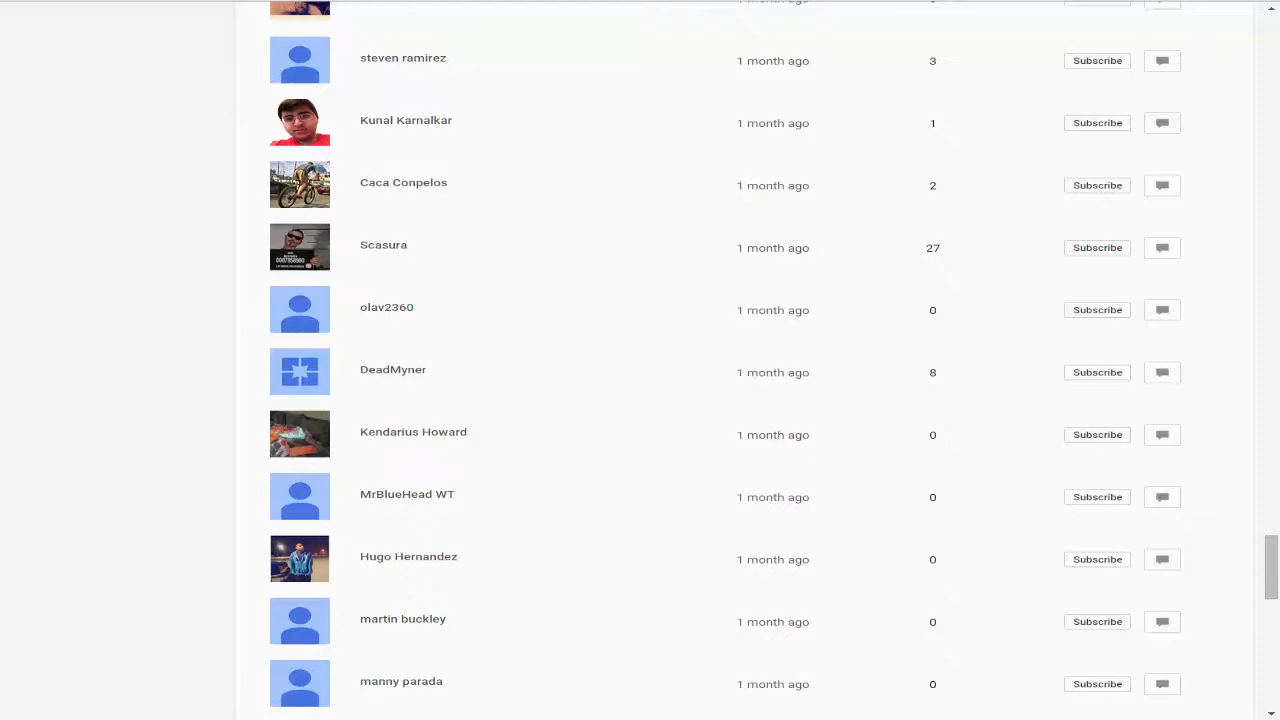 steven ramirez 1 month ago 3 Subscribe
Kunal Karnalkar 1 month ago 1 Subscribe
Caca Conpelos 1 month ago 2 Subscribe
Scasura 1 month ago 27 Subscribe
olav2360 1 month ago 0 Subscribe
DeadMyner 1 month ago 8 Subscribe
Kendarius Howard 1 month ago 0 Subscribe
MrBlueHead WT 1 month ago 0 Subscribe
Hugo Hernandez 1 month ago 0 Subscribe
martin buckley 1 month ago 0 Subscribe
manny parada 1 month ago 0 Subscribe